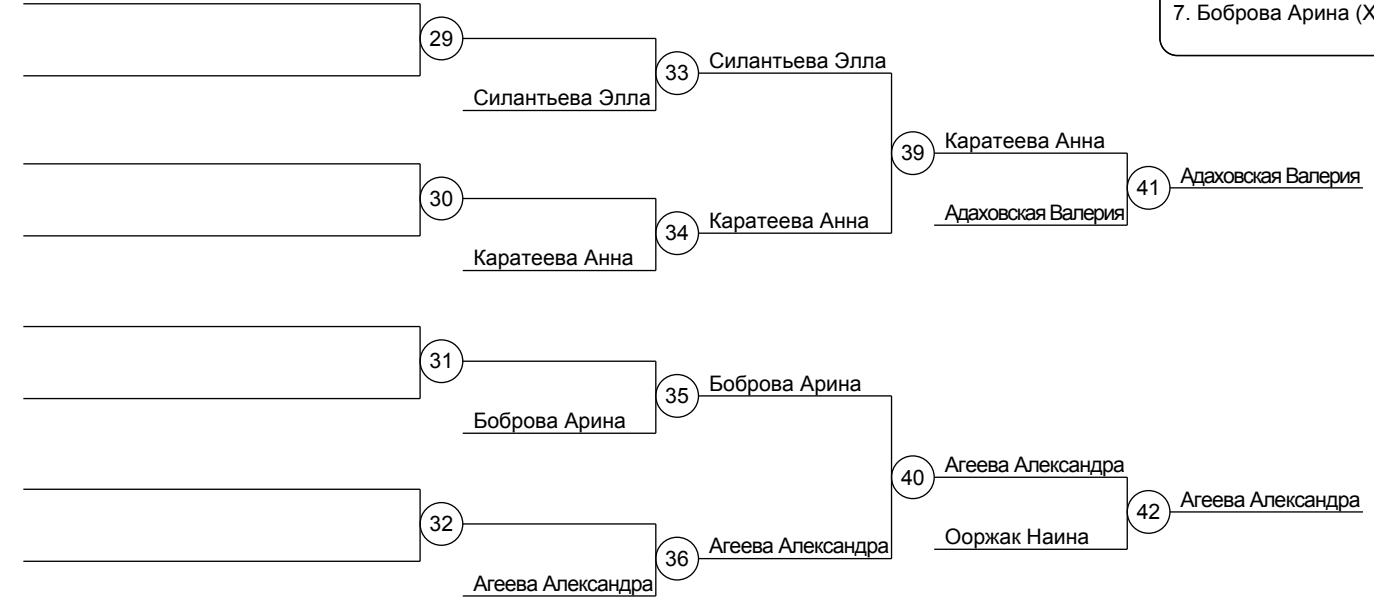 7. Боброва Арина (Х
29
Силантьева Элла
33
Силантьева Элла
Каратеева Анна
39
Каратеева Анна
41
Адаховская Валерия
Адаховская Валерия
30
Каратеева Анна
34
31
Боброва Арина
35
Боброва Арина
Агеева Александра
40
Агеева Александра
42
Ооржак Наина
32
Агеева Александра
36
Агеева Александра